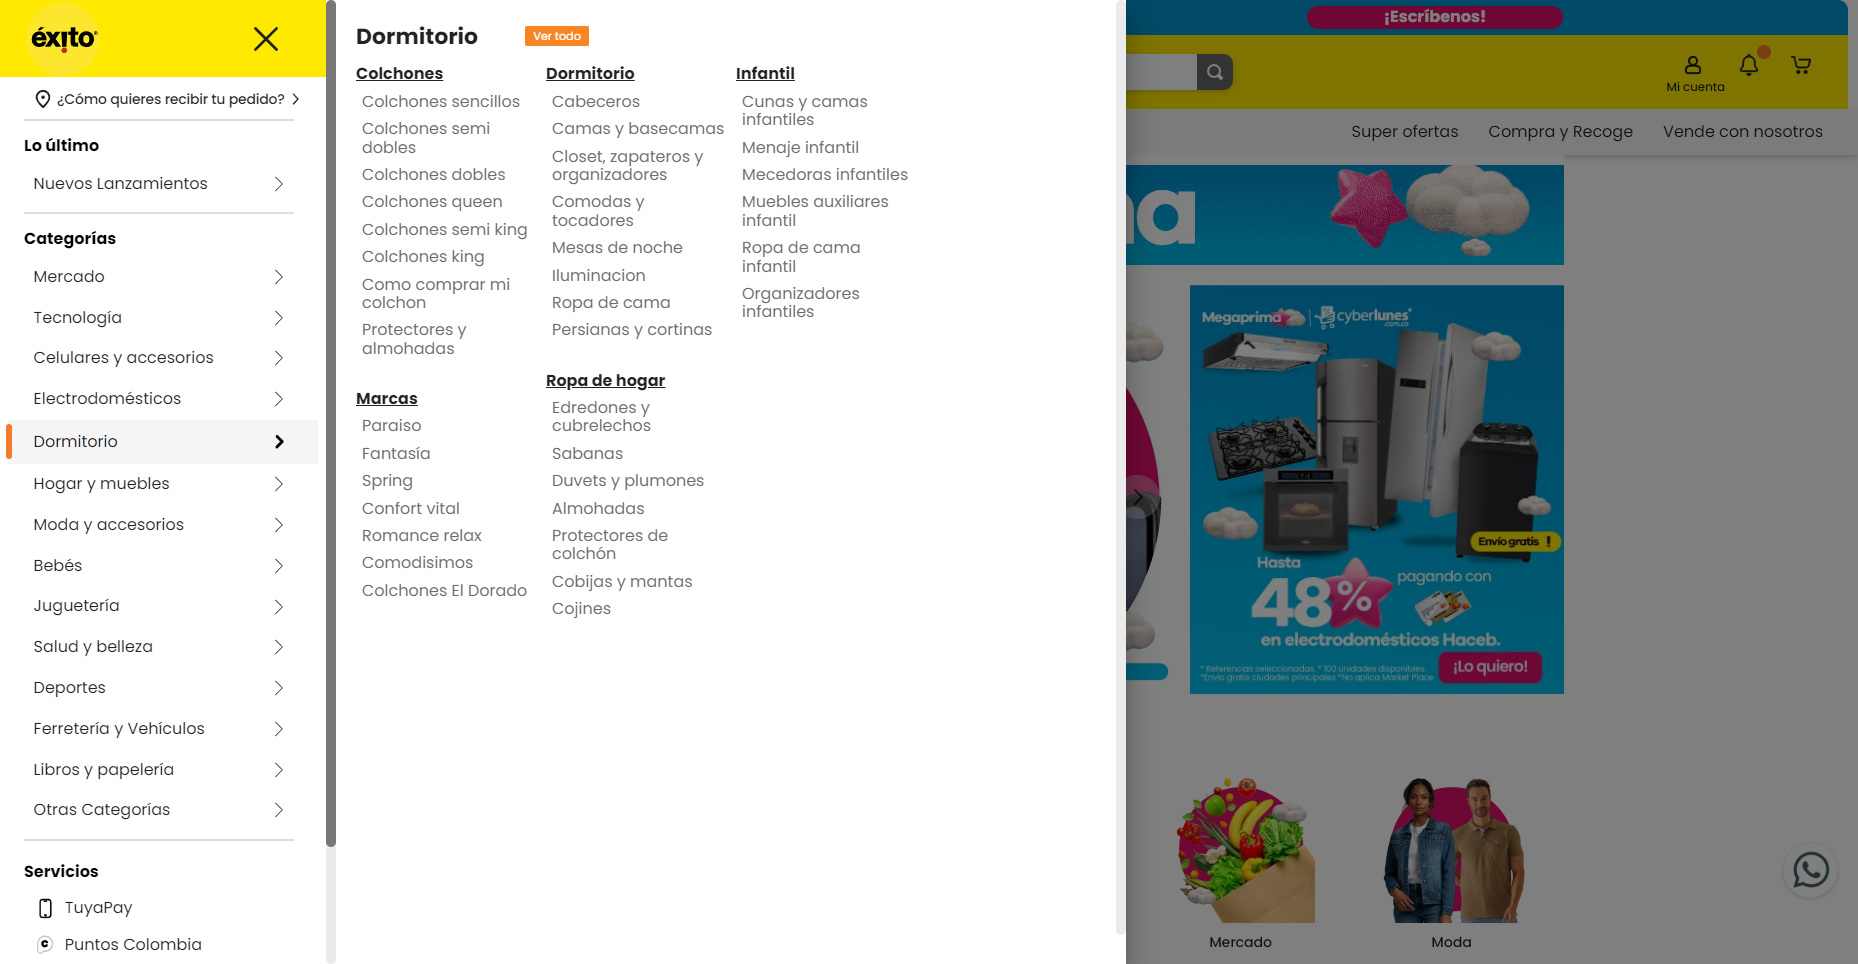 éxito
¿Cómo quieres recibir tu pedido?
Lo último
Nuevos Lanzamientos
Categorías
Mercado
Tecnología
Celulares y accesorios
Electrodomésticos
Dormitorio
Hogar y muebles
Moda y accesorios
Bebés
Juguetería
Salud y belleza
Deportes
Ferretería y Vehículos
Libros y papelería
Otras Categorías
Servicios
TuyaPay
Puntos Colombia
Dormitorio
Ver todo
Colchones
Colchones sencillos
Colchones semi
dobles
Colchones dobles
Colchones queen
Colchones semi king
Colchones king
Como comprar mi
colchon
Protectores y
almohadas
Marcas
Paraiso
Fantasía
Spring
Confort vital
Romance relax
Comodisimos
Colchones El Dorado
Dormitorio
Cabeceros
Camas y basecamas
Closet, zapateros y
organizadores
Comodas y
tocadores
Mesas de noche
Iluminacion
Ropa de cama
Persianas y cortinas
Ropa de hogar
Edredones y
cubrelechos
Sabanas
Duvets y plumones
Almohadas
Protectores de
colchón
Cobijas y mantas
Cojines
Infantil
Cunas y camas
infantiles
Menaje infantil
Mecedoras infantiles
Muebles auxiliares
infantil
Ropa de cama
infantil
Organizadores
infantiles
¡Escríbenos!
Mi cuenta
Super ofertas
Compra y Recoge
Vende con nosotros
Megaprima
cyberlunes
.com.co
Envío gratis !
Hasta
48%
pagando con
en electrodomésticos Haceb.
* Referencias seleccionadas. * 100 unidades disponibles.
*Envío gratis ciudades principales *No aplica Market Place
¡Lo quiero!
Mercado
Moda